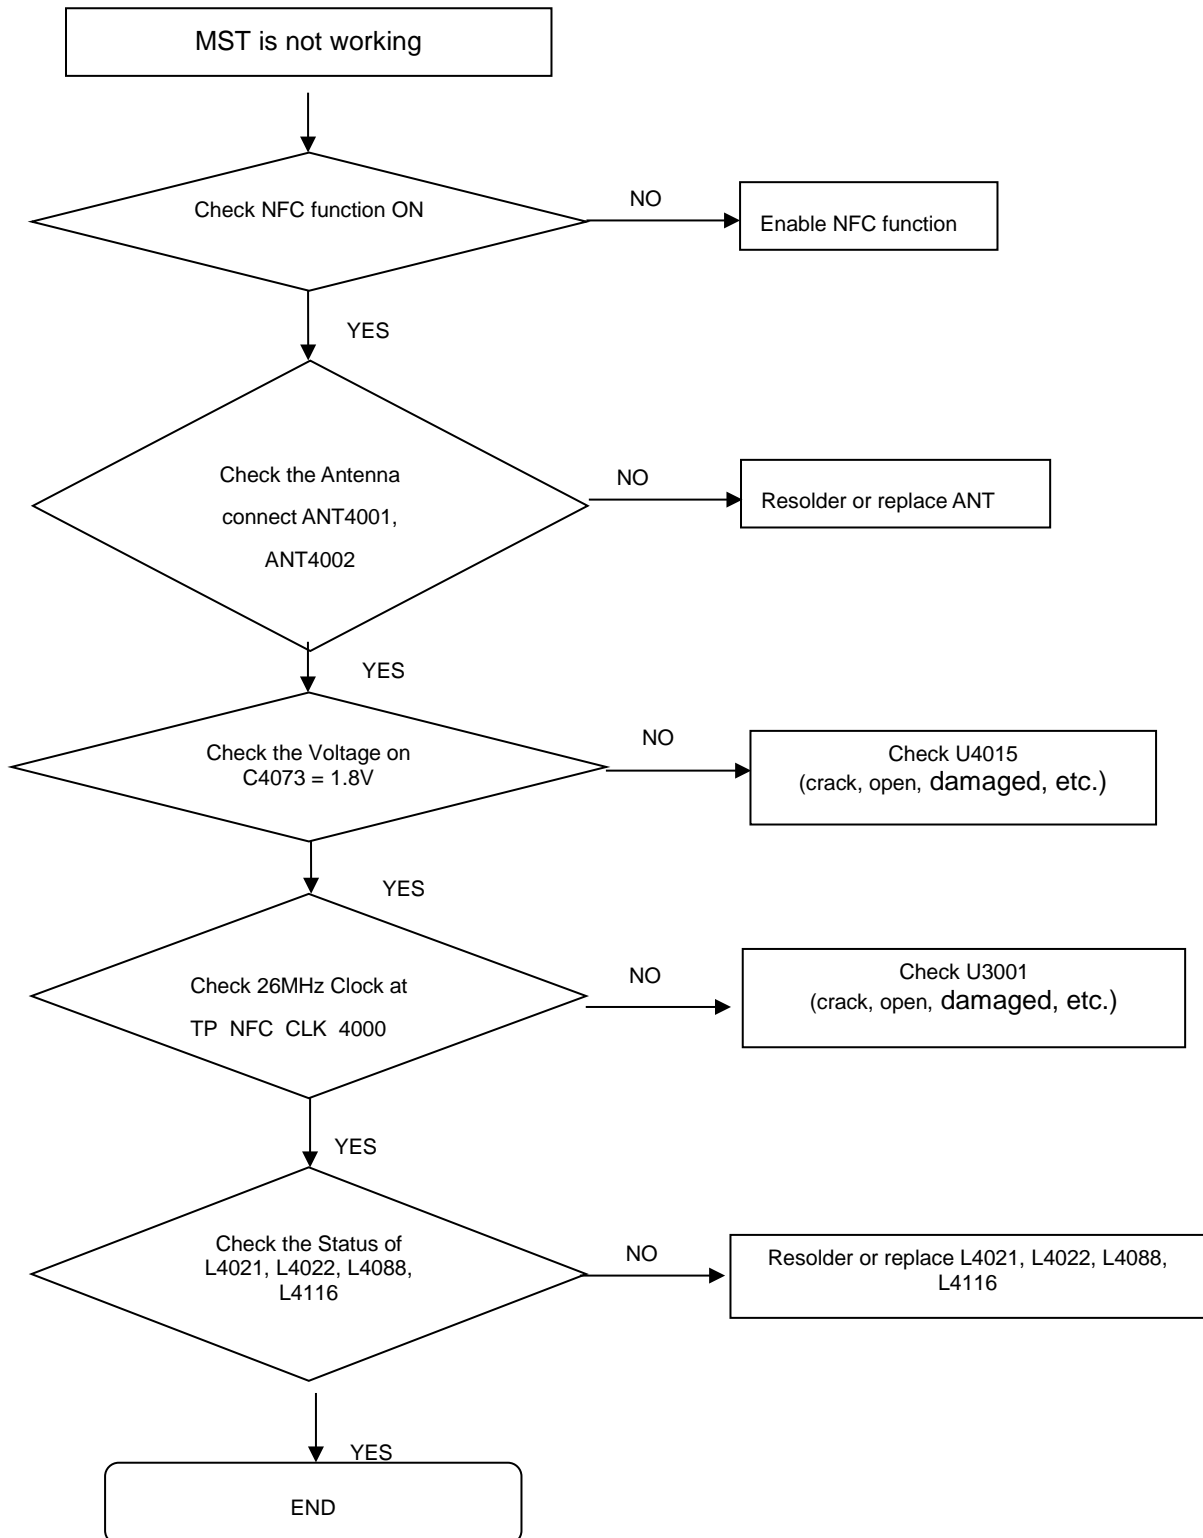 MST is not working
Check NFC function ON
NO
Enable NFC function
YES
Check the Antenna
connect ANT4001,
ANT4002
NO
Resolder or replace ANT
YES
Check the Voltage on
C4073 = 1.8V
NO
Check U4015
(crack, open, damaged, etc.)
YES
Check 26MHz Clock at
TP NFC CLK 4000
NO
Check U3001
(crack, open, damaged, etc.)
YES
Check the Status of
L4021, L4022, L4088,
L4116
NO
Resolder or replace L4021, L4022, L4088,
L4116
YES
END